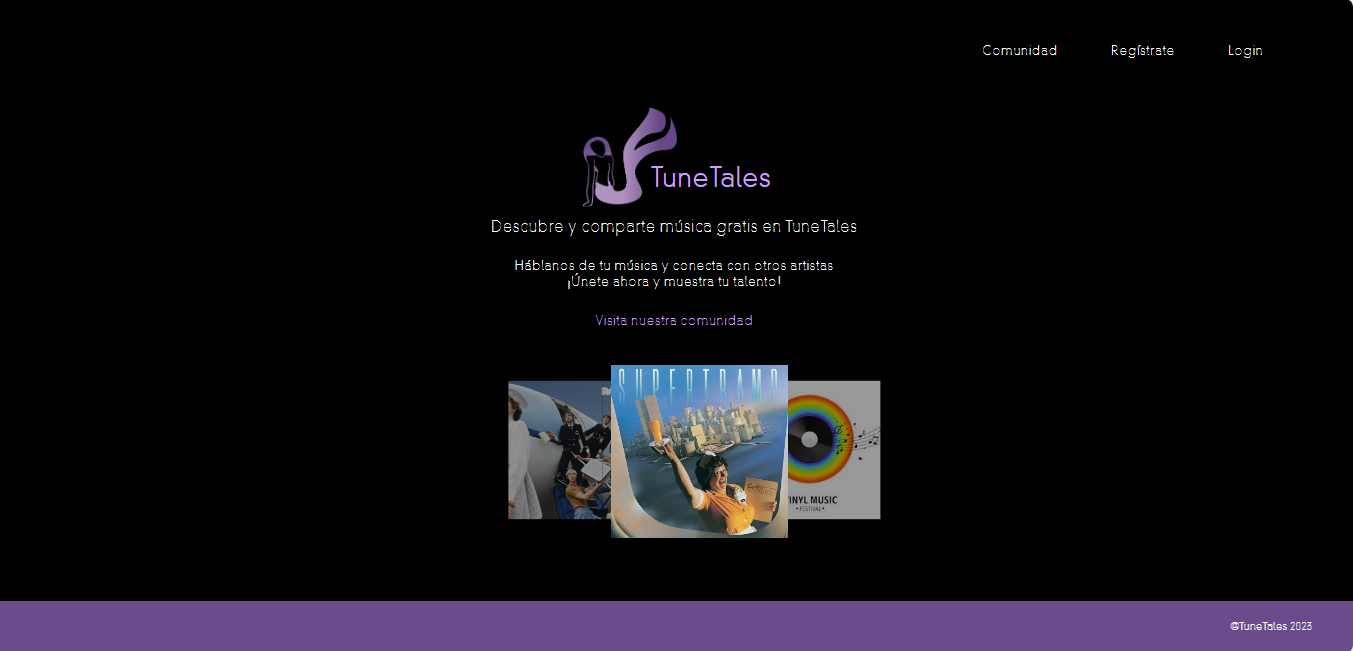 Comunidad
Regístrate
Login
TuneTales
Descubre y comparte música gratis en TuneTales
Háblanos de tu música y conecta con otros artistas
¡Únete ahora y muestra tu talento!
Visita nuestra comunidad
SUPERTRAMP
VINYL MUSIC
• FESTIVAL •
@TuneTales 2023